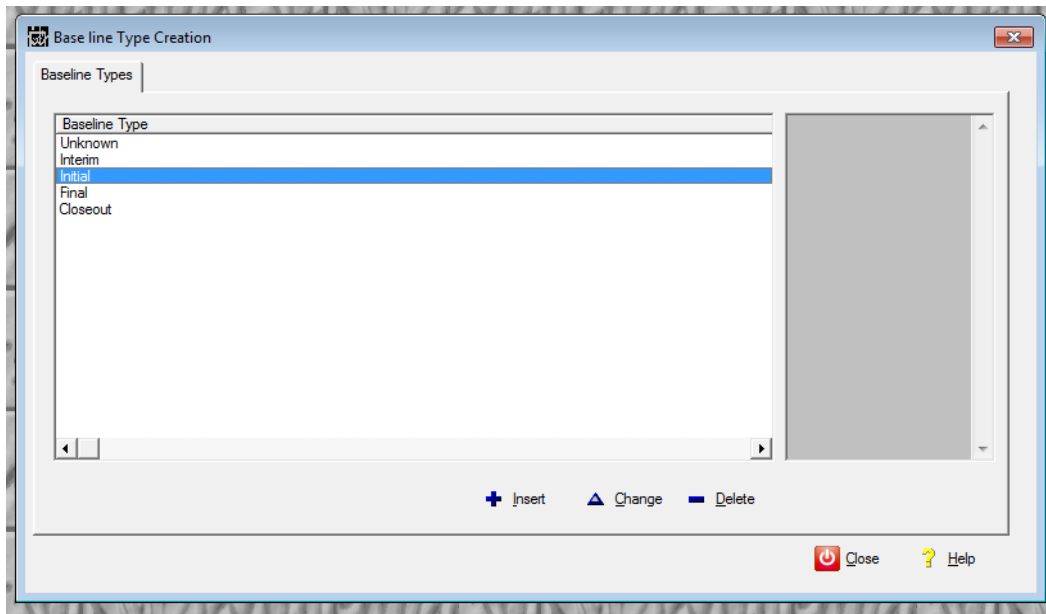 Base line Type Creation
Baseline Types
Baseline Type
Unknown
Interim
Initial
Final
Closeout
Insert Change Delete
Close Help